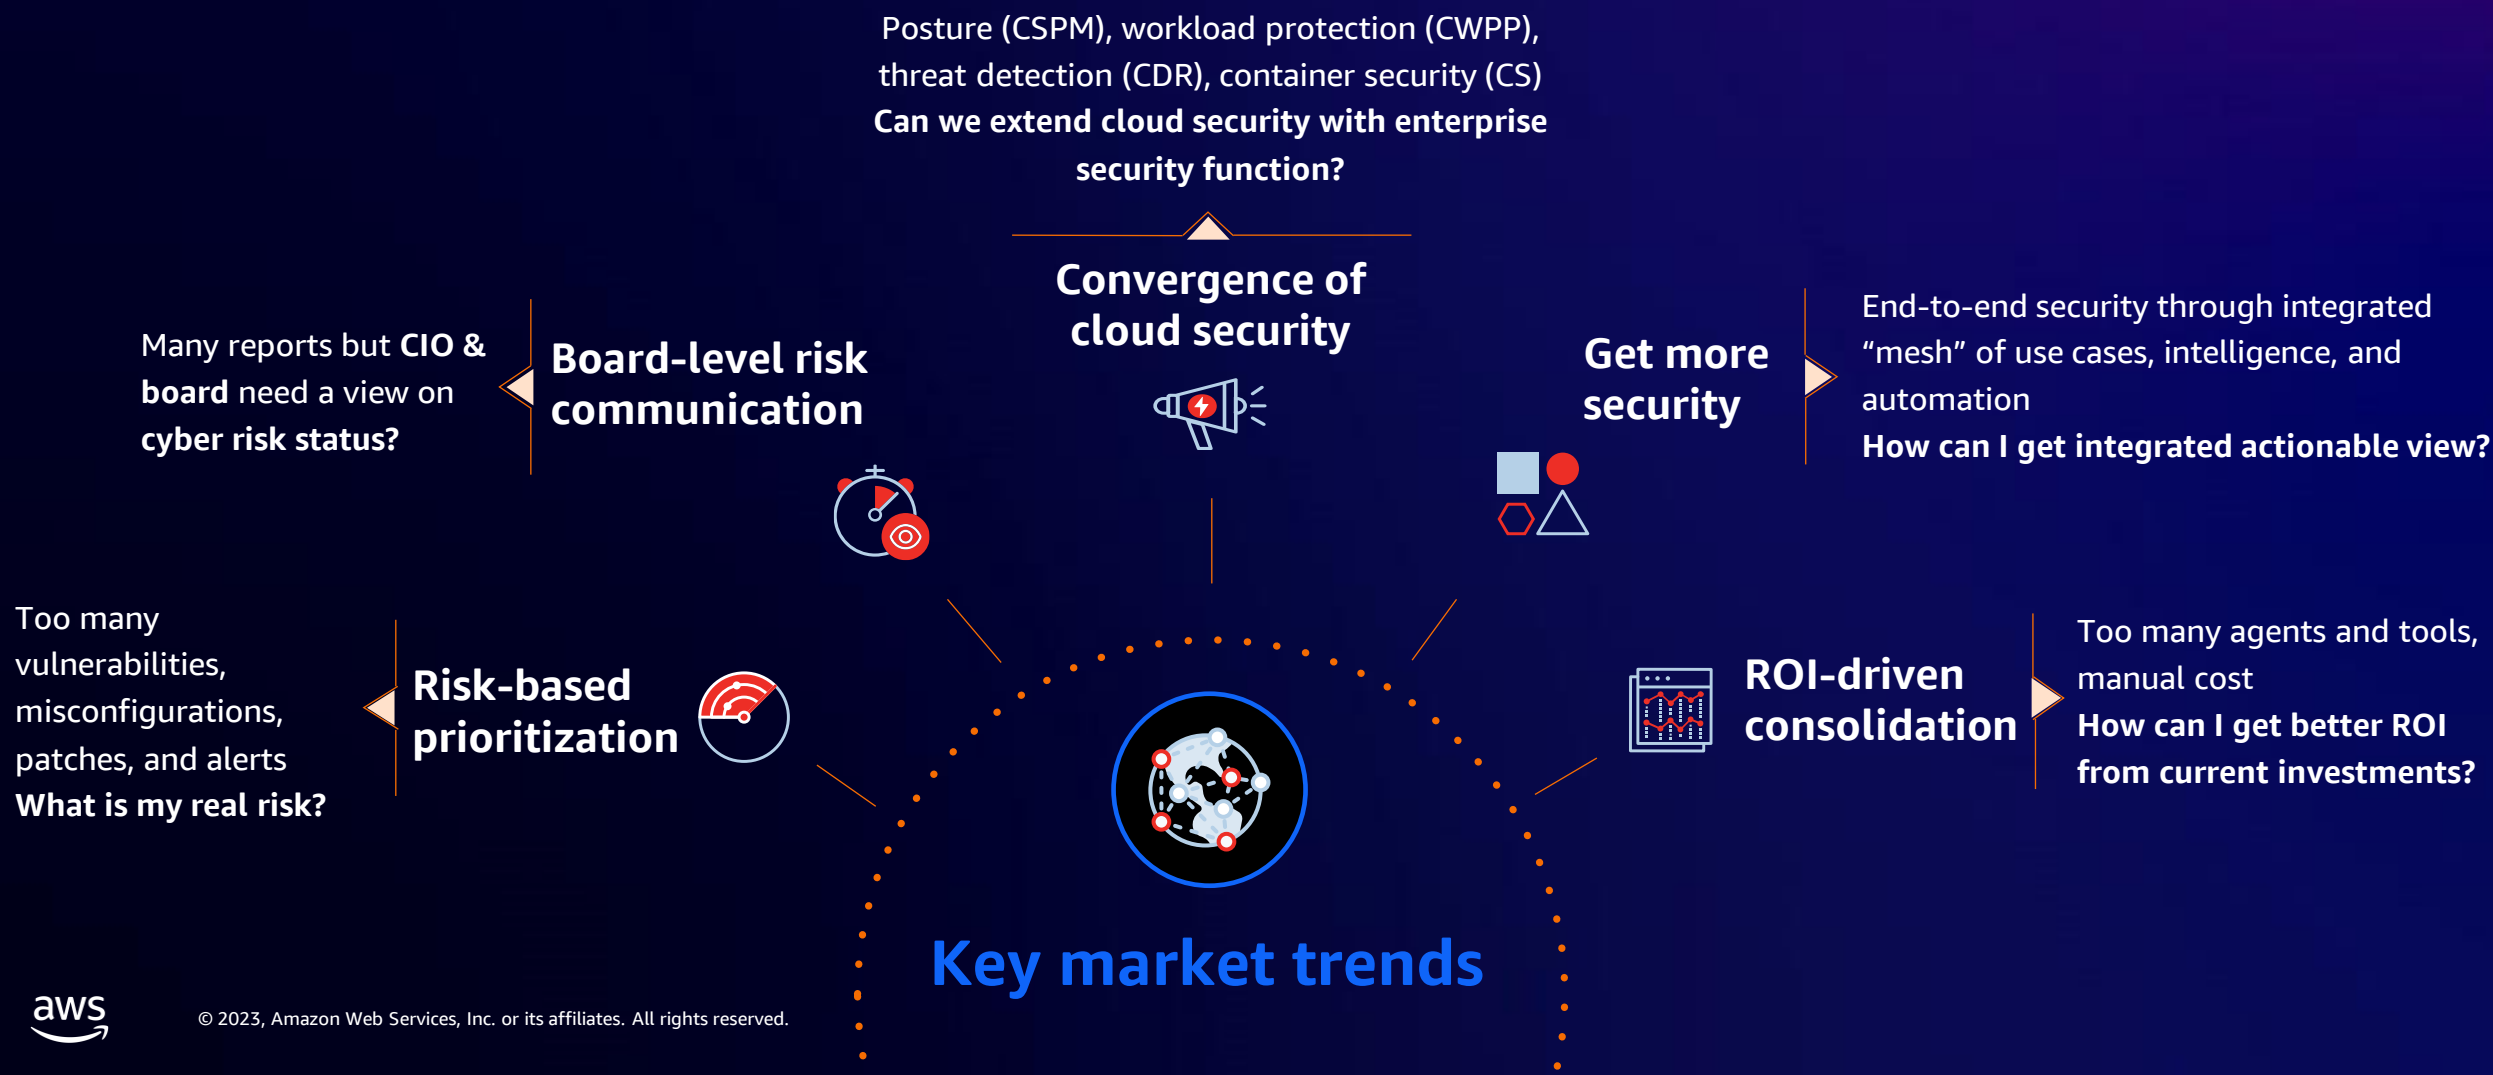 Posture (CSPM), workload protection (CWPP),
threat detection (CDR), container security (CS)
Can we extend cloud security with enterprise
security function?
Convergence of
cloud security
Many reports but CIO &
board need a view on
cyber risk status?
Board-level risk
communication
Get more
security
End-to-end security through integrated
“mesh” of use cases, intelligence, and
automation
How can I get integrated actionable view?
Too many
vulnerabilities,
misconfigurations,
patches, and alerts
What is my real risk?
Risk-based
prioritization
ROI-driven
consolidation
Too many agents and tools,
manual cost
How can I get better ROI
from current investments?
Key market trends
aws
© 2023, Amazon Web Services, Inc. or its affiliates. All rights reserved.